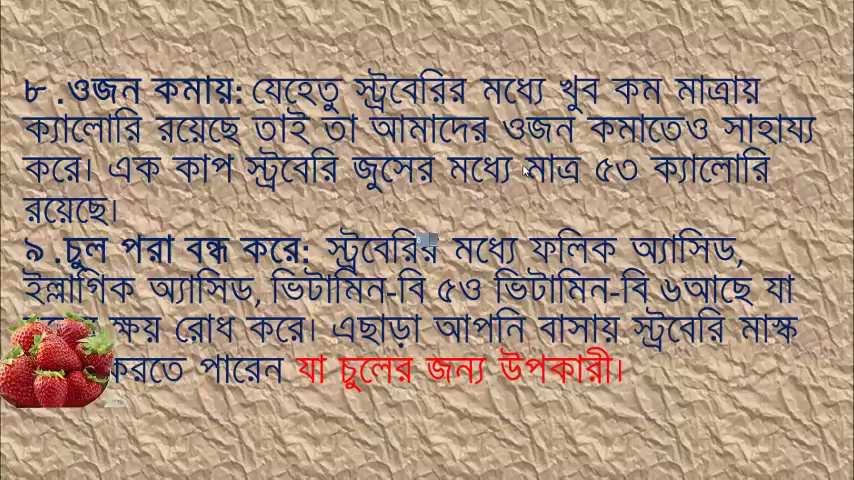 ৮ .ওজন কমায়: যেহেতু স্ট্রবেরির মধ্যে খুব কম মাত্রায়
ক্যালোরি রয়েছে তাই তা আমাদের ওজন কমাতেও সাহায্য
করে। এক কাপ স্ট্রবেরি জুসের মধ্যে মাত্র ৫৩ ক্যালোরি
রয়েছে।
৯ .চুল পরা বন্ধ করে: স্ট্রবেরির মধ্যে ফলিক অ্যাসিড,
ইল্লাগিক অ্যাসিড, ভিটামিন-বি ৫ও ভিটামিন-বি ৬আছে যা
ক্ষয় রোধ করে। এছাড়া আপনি বাসায় স্ট্রবেরি মাস্ক
করতে পারেন যা চুলের জন্য উপকারী।